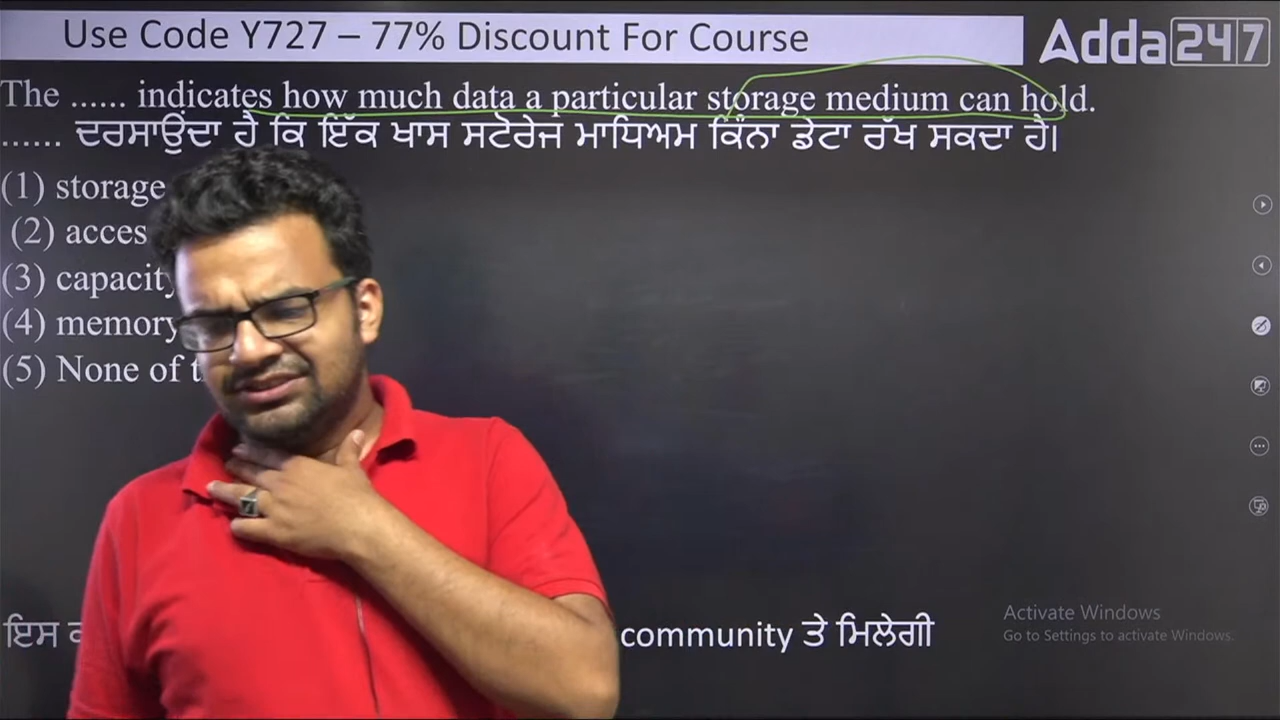 Use Code Y727 – 77% Discount For Course
Adda247
The ...... indicates how much data a particular storage medium can hold.
...... ਦਰਸਾਉਂਦਾ ਹੈ ਕਿ ਇੱਕ ਖਾਸ ਸਟੋਰੇਜ ਮਾਧਿਅਮ ਕਿੰਨਾ ਡੇਟਾ ਰੱਖ ਸਕਦਾ ਹੈ।
(1) storage
(2) acces
(3) capacity
(4) memory
(5) None of
ਇਸ
community ਤੇ ਮਿਲੇਗੀ
Activate Windows
Go to Settings to activate Windows.